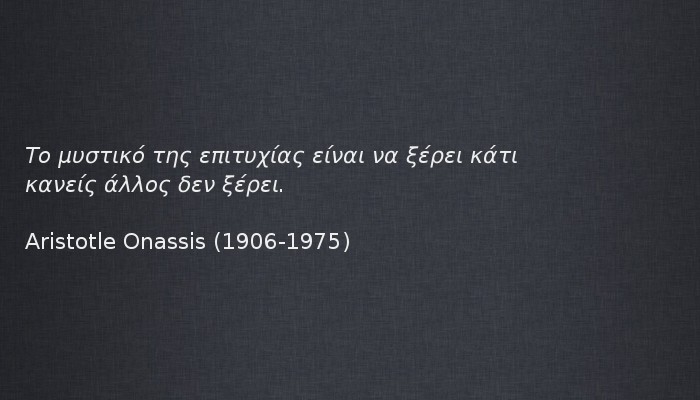 Το μυστικό της επιτυχίας είναι να ξέρει κάτι
κανείς άλλος δεν ξέρει.
Aristotle Onassis (1906-1975)